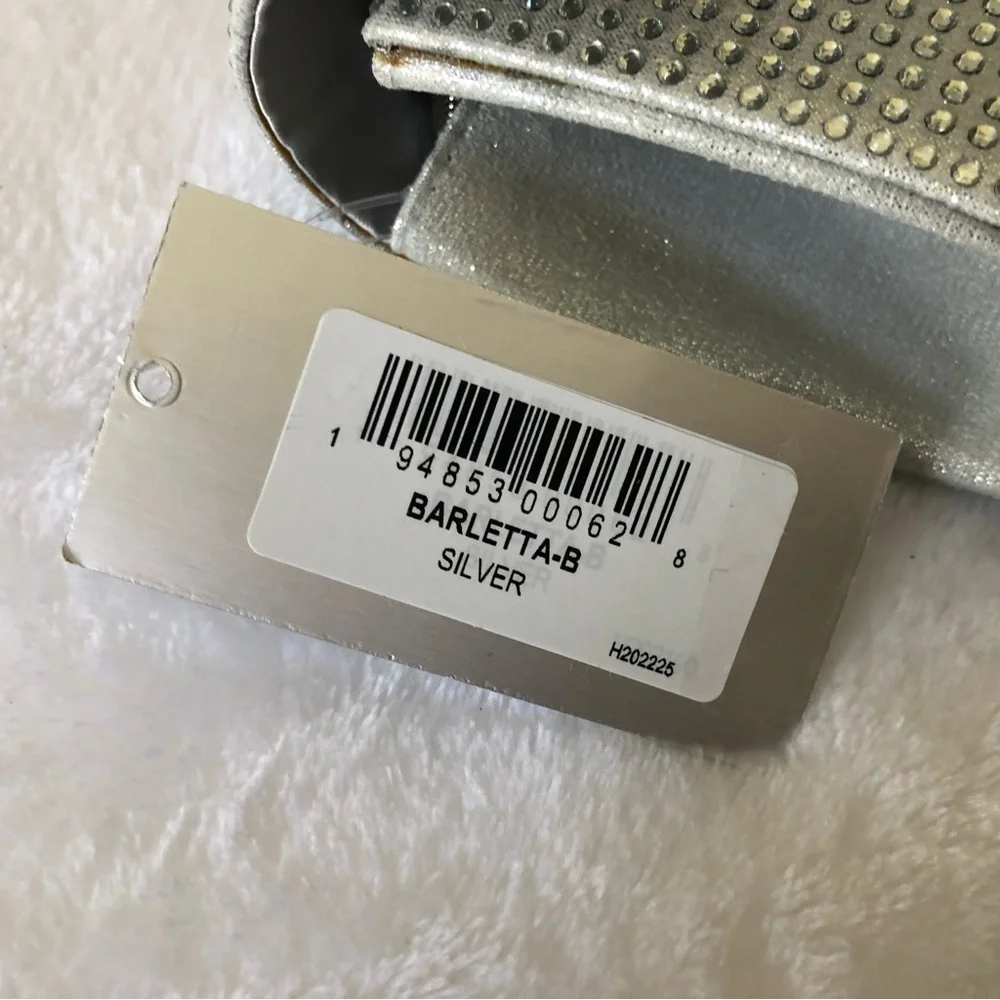 1 94853 00062 8
BARLETTA-B
SILVER
H202225